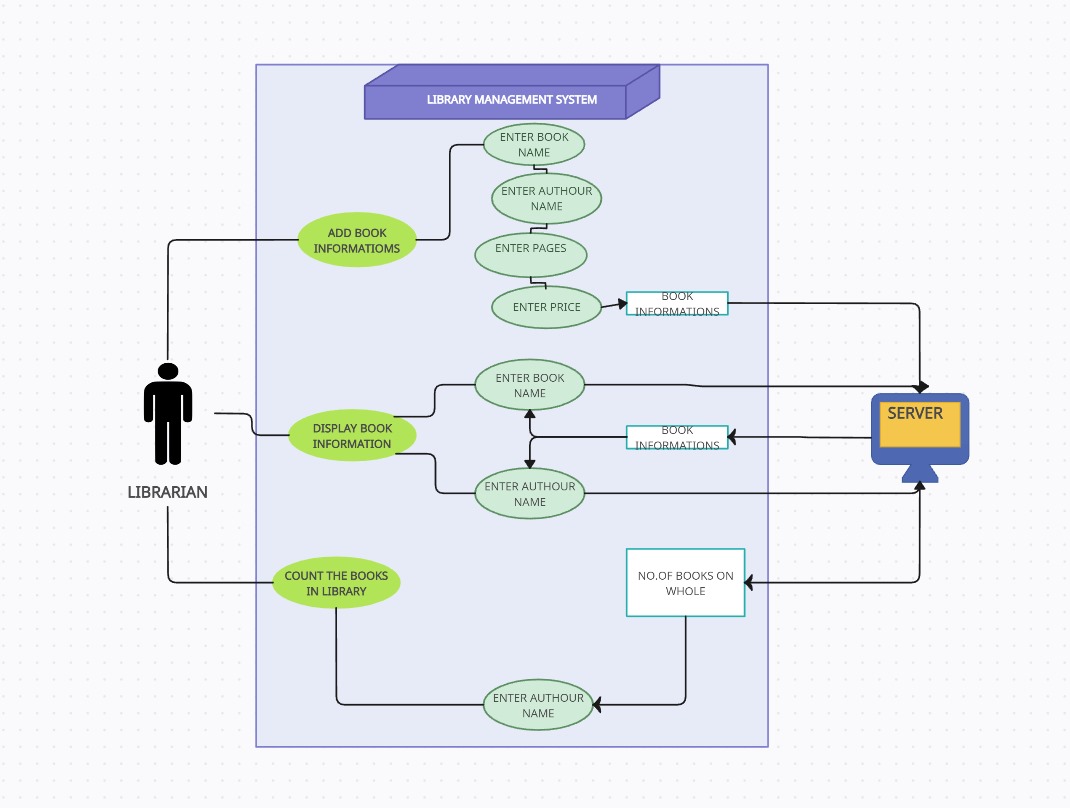 LIBRARY MANAGEMENT SYSTEM
ENTER BOOK
NAME
ENTER AUTHOUR
NAME
ADD BOOK
INFORMATIOMS
ENTER PAGES
ENTER PRICE
BOOK
INFORMATIONS
ENTER BOOK
NAME
DISPLAY BOOK
INFORMATION
BOOK
INFORMATIONS
SERVER
ENTER AUTHOUR
NAME
LIBRARIAN
COUNT THE BOOKS
IN LIBRARY
NO.OF BOOKS ON
WHOLE
ENTER AUTHOUR
NAME